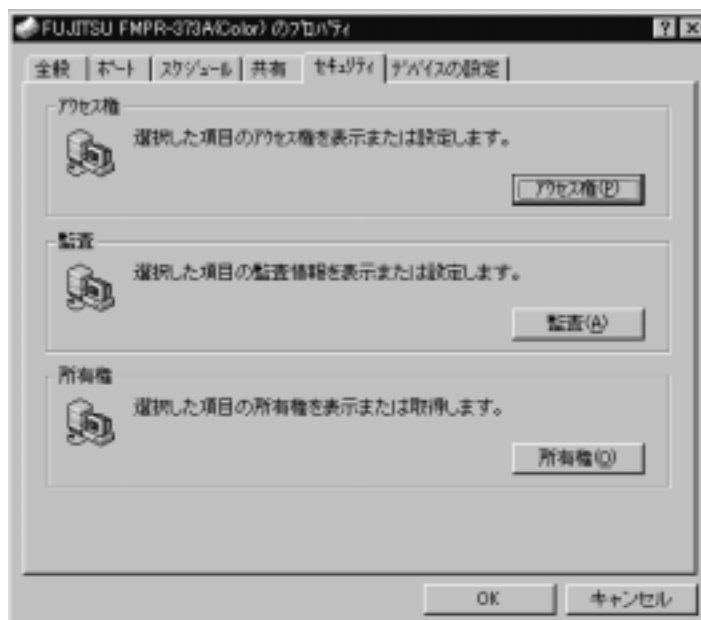 FUJITSU FMPR-373A(Color) のプロパティ
全般 ポート スケジュール 共有 セキュリティ デバイスの設定
アクセス権
選択した項目のアクセス権を表示または設定します。
アクセス権(P)
監査
選択した項目の監査情報を表示または設定します。
監査(A)
所有権
選択した項目の所有権を表示または取得します。
所有権(O)
OK キャンセル